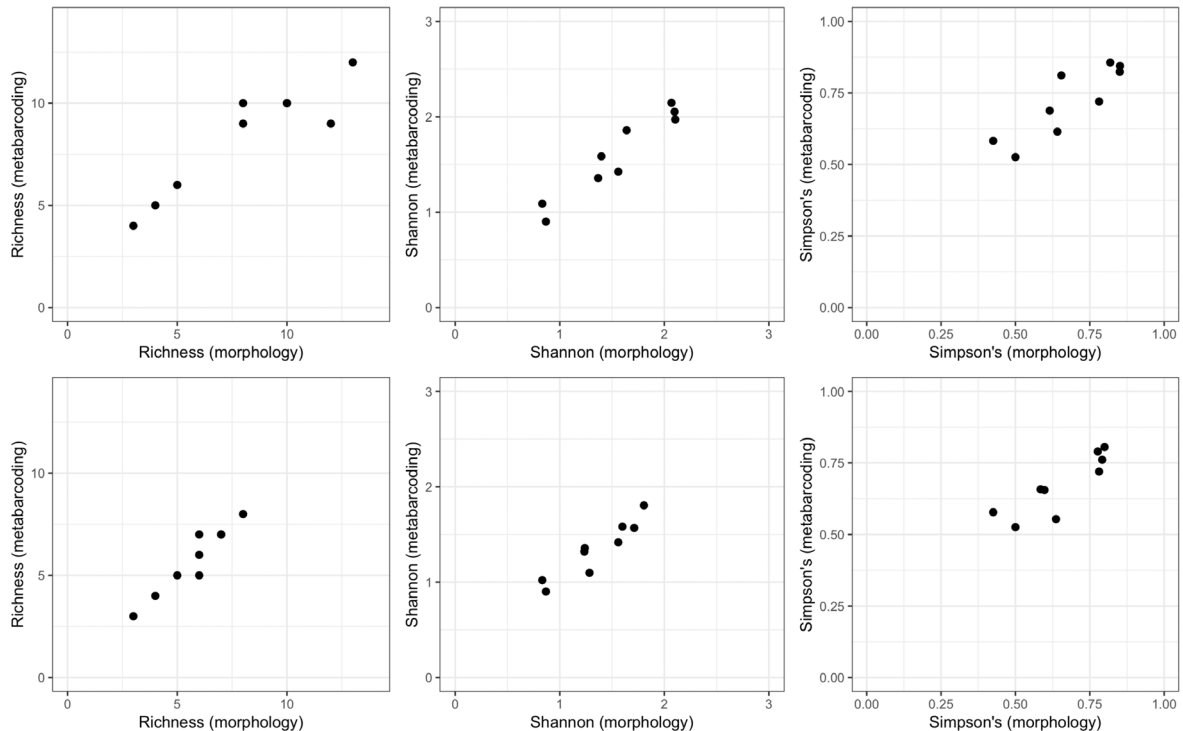 Richness (metabarcoding)
10
5
0
0 5 10
Richness (morphology)
Shannon (metabarcoding)
3
2
1
0
0 1 2 3
Shannon (morphology)
Simpson's (metabarcoding)
1.00
0.75
0.50
0.25
0.00
0.00 0.25 0.50 0.75 1.00
Simpson's (morphology)
Richness (metabarcoding)
10
5
0
0 5 10
Richness (morphology)
Shannon (metabarcoding)
3
2
1
0
0 1 2 3
Shannon (morphology)
Simpson's (metabarcoding)
1.00
0.75
0.50
0.25
0.00
0.00 0.25 0.50 0.75 1.00
Simpson's (morphology)